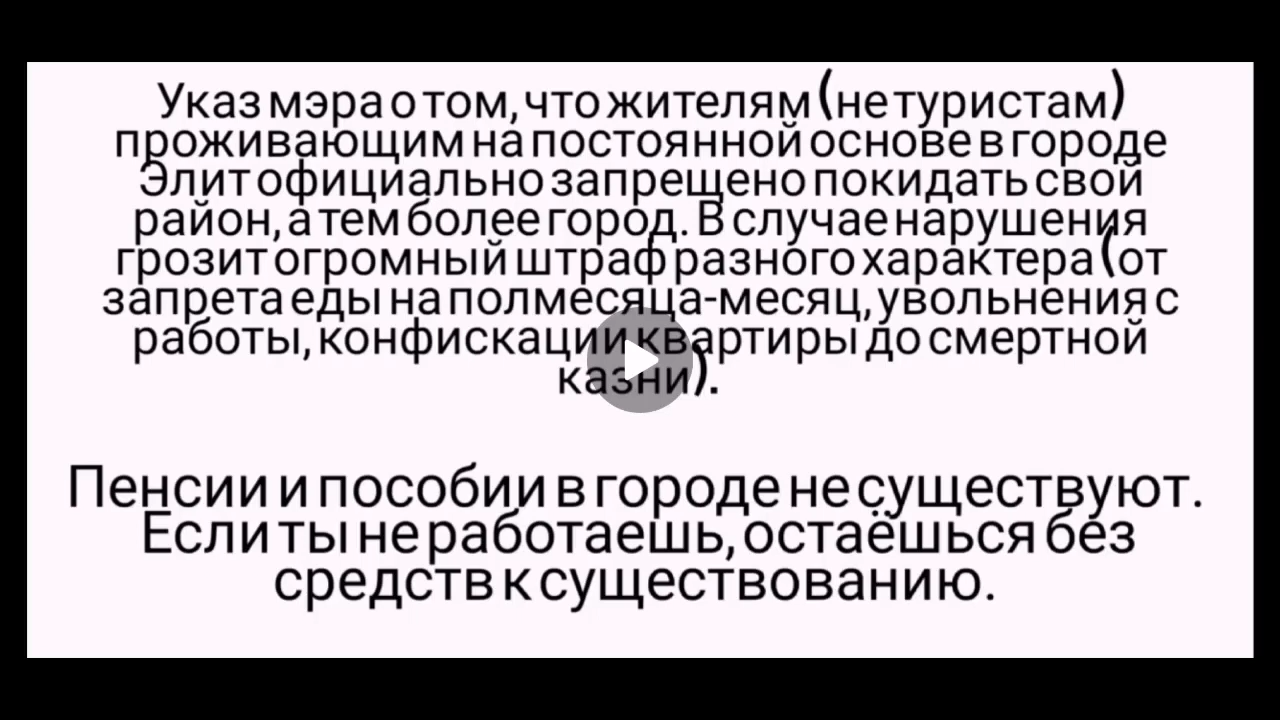 Указ мэра о том, что жителям (не туристам)
проживающим на постоянной основе в городе
Элит официально запрещено покидать свой
район, а тем более город. В случае нарушения
грозит огромный штраф разного характера (от
запрета еды на полмесяца-месяц, увольнения с
работы, конфискации квартиры до смертной
казни).
Пенсии и пособии в городе не существуют.
Если ты не работаешь, остаёшься без
средств к существованию.